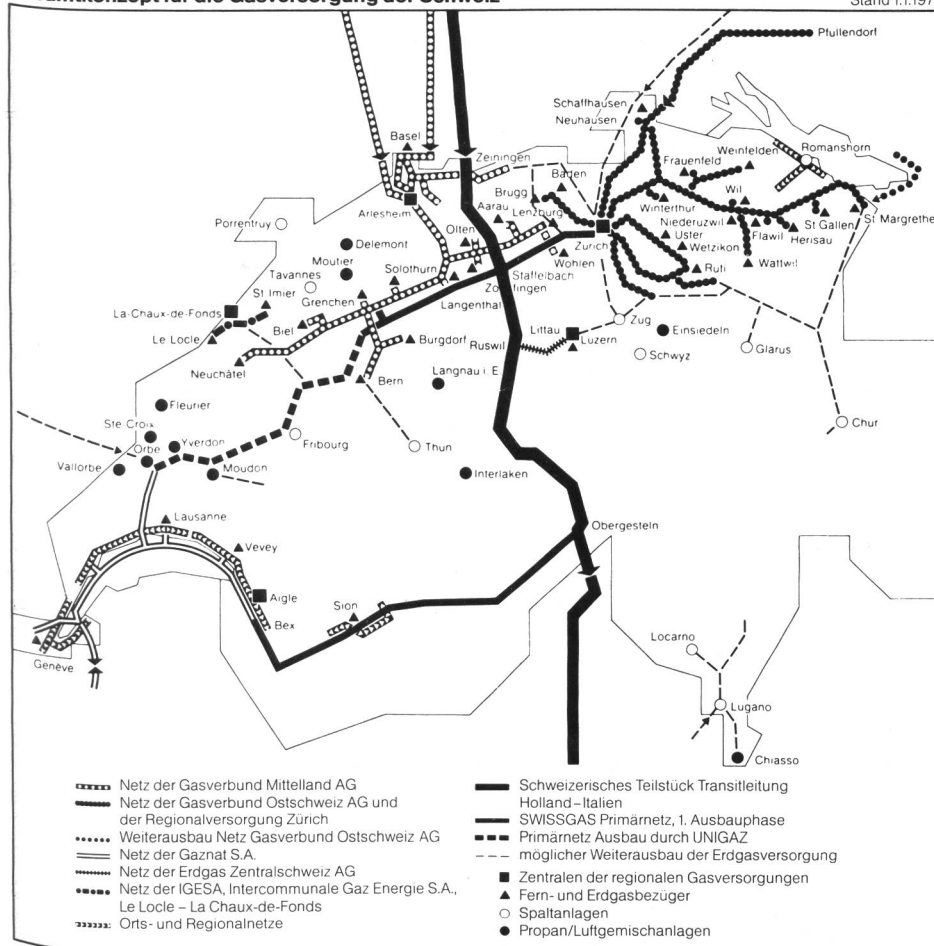 für die Gasversorgung der Schweiz
Stand 1.1.197
Pfullendorf
Schaffhausen
Neuhausen
Basel
Zeiningen
Baden
Frauenfeld
Weinfelden
Romanshorn
Brugg
Arlesheim
Aarau
Lenzburg
Winterthur
Wil
St Margrethe
Porrentruy
Olten
Zürich
Niederuzwil
St Gallen
Delemont
Uster
Flawil
Herisau
Moutier
Solothurn
Wohlen
Wetzikon
Wattwil
Tavannes
Staffelbach
Rüti
St Imier
Grenchen
Zofingen
La-Chaux-de-Fonds
Langenthal
Biel
Littau
Zug
Einsiedeln
Le Locle
Burgdorf
Ruswil
Luzern
Glarus
Schwyz
Neuchâtel
Bern
Langnau i. E.
Fleurier
Ste Croix
Chur
Yverdon
Fribourg
Orbe
Thun
Vallorbe
Moudon
Interlaken
Lausanne
Obergesteln
Vevey
Aigle
Sion
Bex
Locarno
Genève
Lugano
Chiasso
Netz der Gasverbund Mittelland AG
Netz der Gasverbund Ostschweiz AG und
der Regionalversorgung Zürich
Weiterausbau Netz Gasverbund Ostschweiz AG
Netz der Gaznat S.A.
Netz der Erdgas Zentralschweiz AG
Netz der IGESA, Intercommunale Gaz Energie S.A.,
Le Locle – La Chaux-de-Fonds
Orts- und Regionalnetze
Schweizerisches Teilstück Transitleitung
Holland–Italien
SWISSGAS Primärnetz, 1. Ausbauphase
Primärnetz Ausbau durch UNIGAZ
möglicher Weiterausbau der Erdgasversorgung
Zentralen der regionalen Gasversorgungen
Fern- und Erdgasbezüger
Spaltanlagen
Propan/Luftgemischanlagen